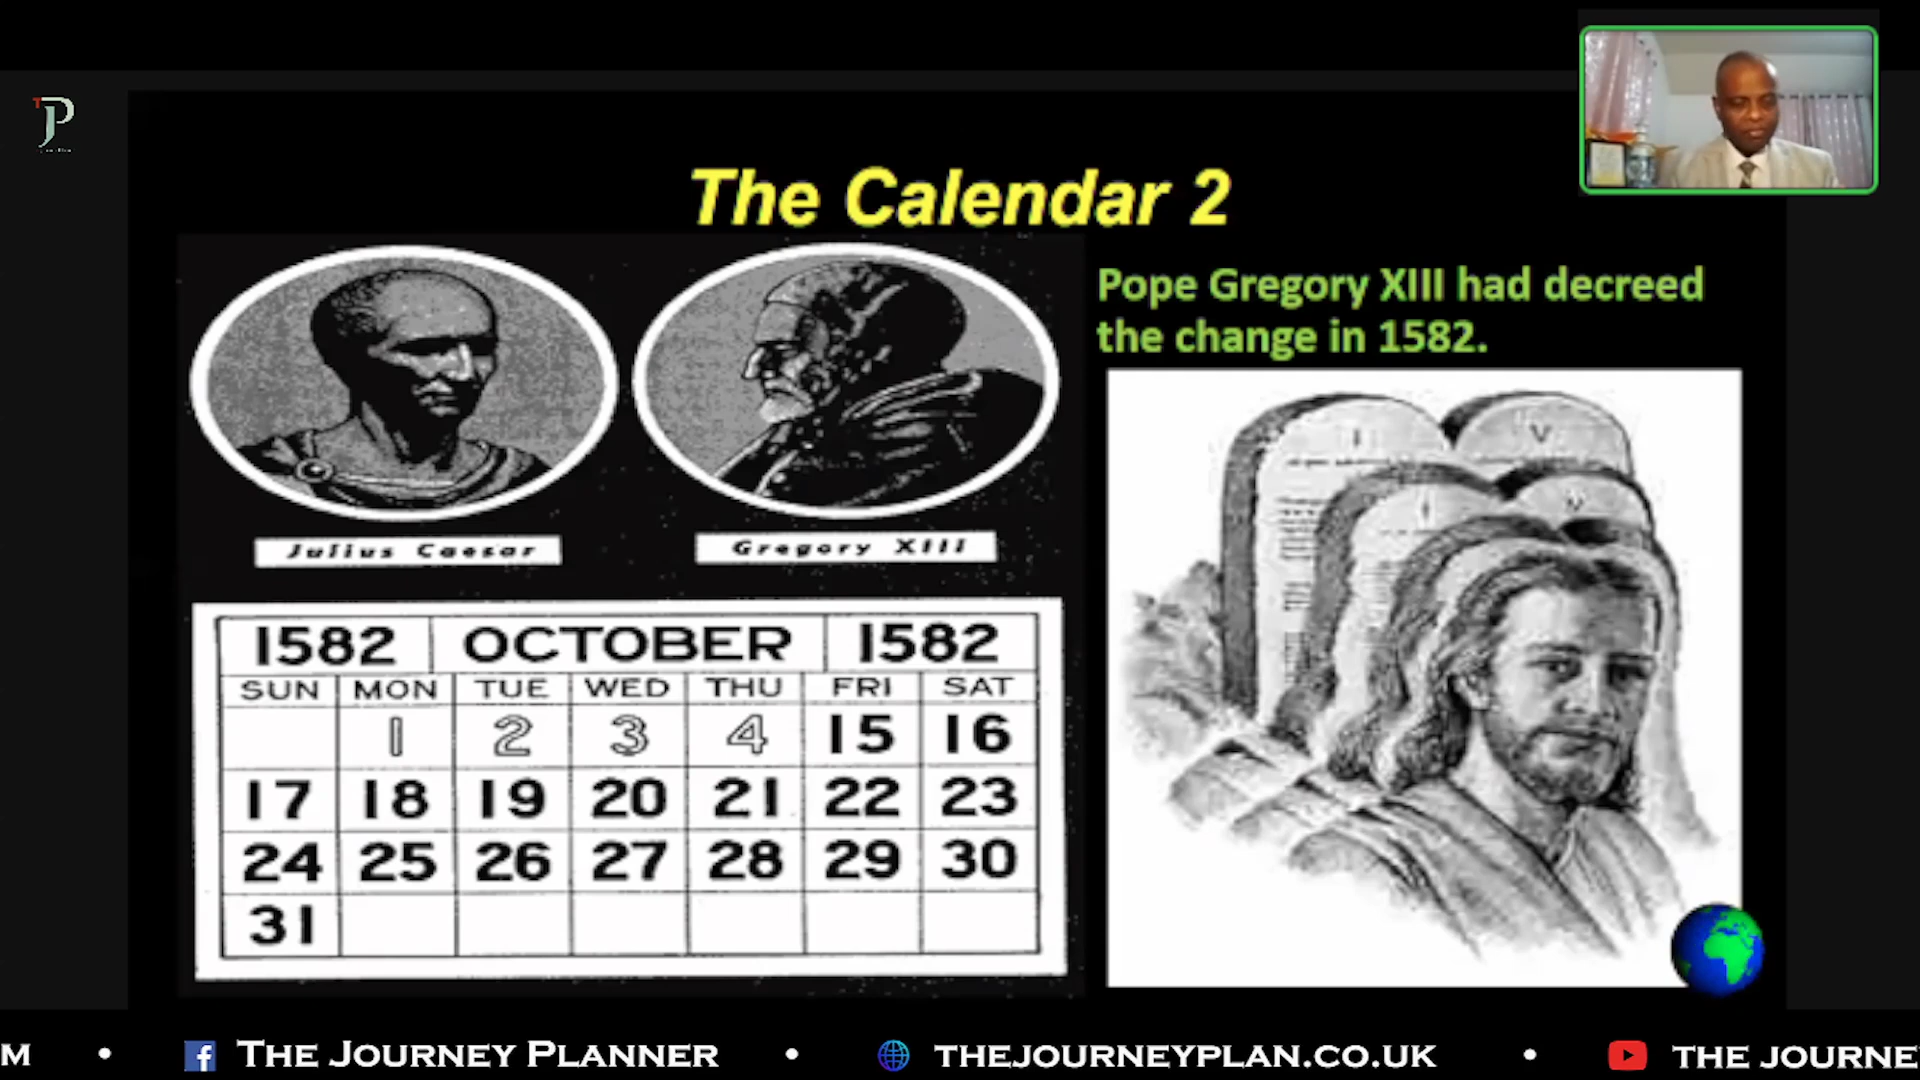 The Calendar 2
Pope Gregory XIII had decreed
the change in 1582.
Julius Caesar
Gregory XIII
1582 OCTOBER 1582
SUN MON TUE WED THU FRI SAT
1 2 3 4 15 16
17 18 19 20 21 22 23
24 25 26 27 28 29 30
31
I V
M • THE JOURNEY PLANNER • THEJOURNEYPLAN.CO.UK • THE JOURNE